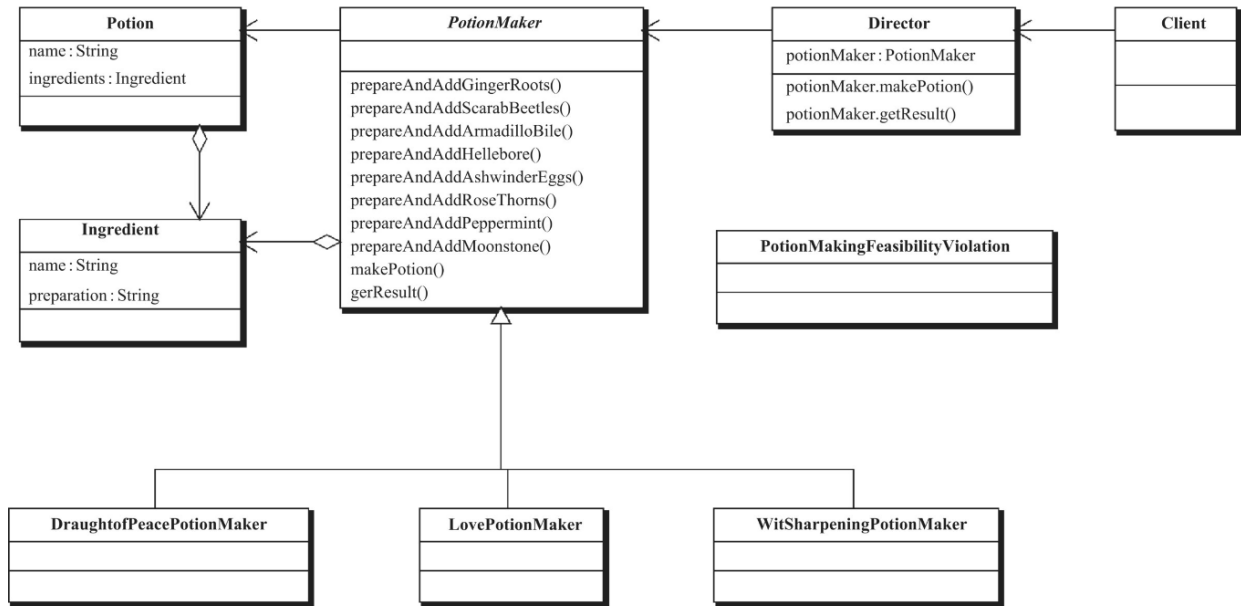 Potion
name : String
ingredients : Ingredient
PotionMaker
prepareAndAddGingerRoots()
prepareAndAddScarabBeetles()
prepareAndAddArmadilloBile()
prepareAndAddHellebore()
prepareAndAddAshwinderEggs()
prepareAndAddRoseThorns()
prepareAndAddPeppermint()
prepareAndAddMoonstone()
makePotion()
gerResult()
Director
potionMaker : PotionMaker
potionMaker.makePotion()
potionMaker.getResult()
Client
Ingredient
name : String
preparation : String
PotionMakingFeasibilityViolation
DraughtofPeacePotionMaker
LovePotionMaker
WitSharpeningPotionMaker